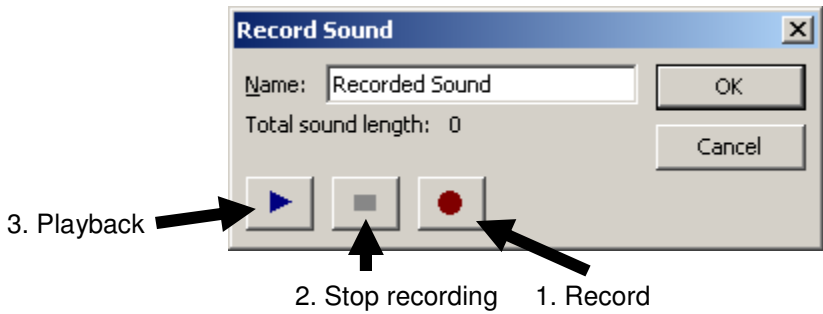 Record Sound
Name: Recorded Sound
OK
Total sound length: 0
Cancel
3. Playback
2. Stop recording
1. Record